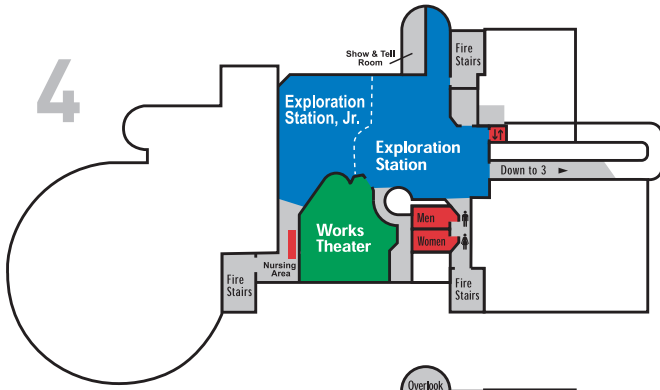 4
Show & Tell
Room
Fire
Stairs
Exploration
Station, Jr.
Exploration
Station
Down to 3
Men
Works
Theater
Women
Nursing
Area
Fire
Stairs
Fire
Stairs
Overlook